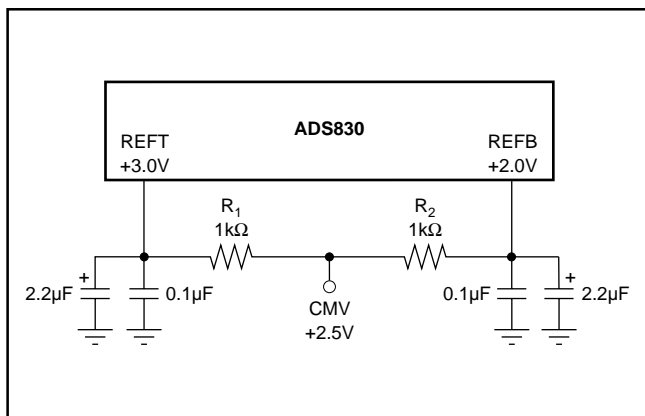 ADS830
REFT
+3.0V
REFB
+2.0V
R1
1kΩ
R2
1kΩ
+
2.2µF
0.1µF
CMV
+2.5V
0.1µF
+
2.2µF